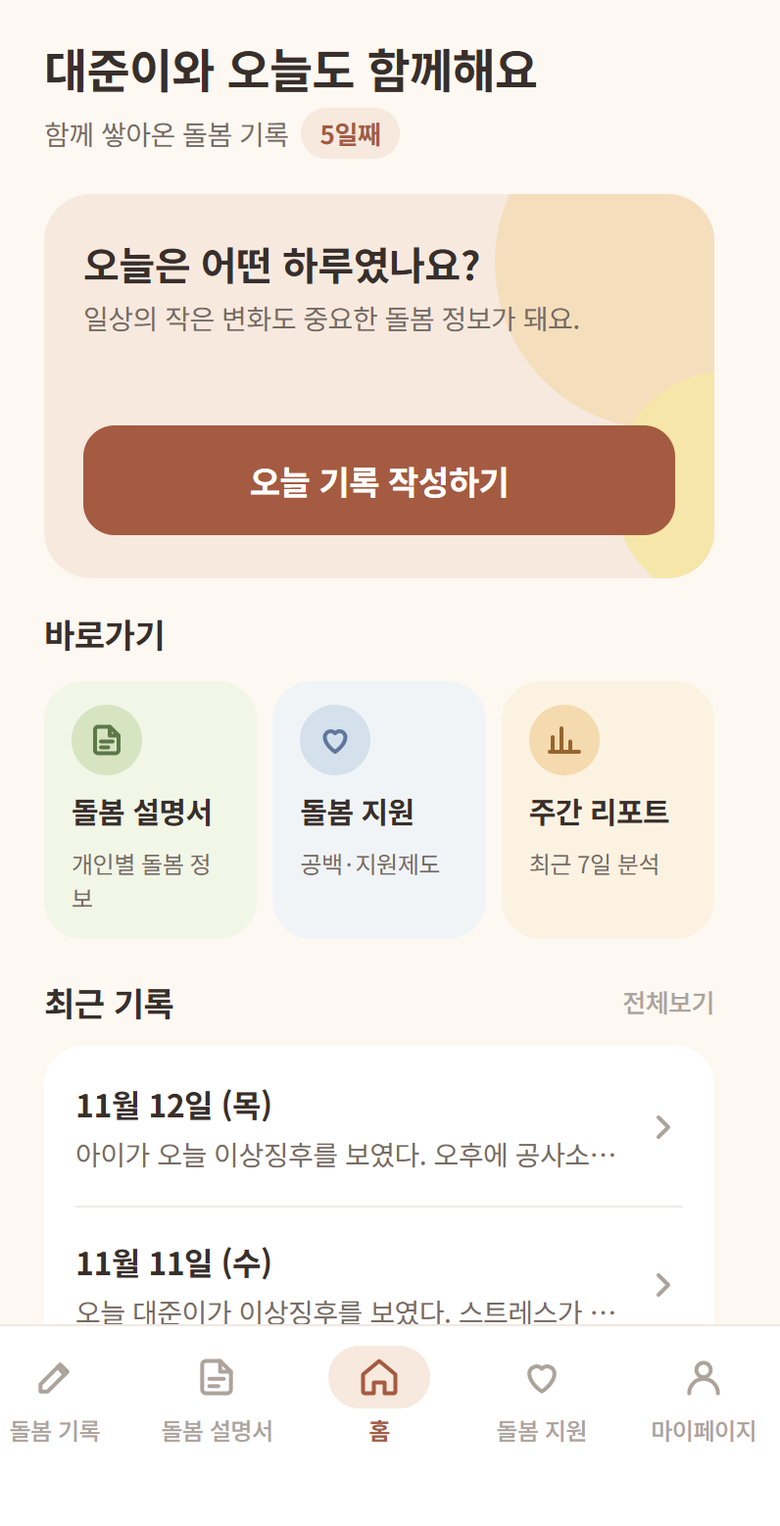 대준이와 오늘도 함께해요
함께 쌓아온 돌봄 기록 5일째
오늘은 어떤 하루였나요?
일상의 작은 변화도 중요한 돌봄 정보가 돼요.
오늘 기록 작성하기
바로가기
돌봄 설명서
개인별 돌봄 정
보
돌봄 지원
공백·지원제도
주간 리포트
최근 7일 분석
최근 기록 전체보기
11월 12일 (목)
아이가 오늘 이상징후를 보였다. 오후에 공사소…
11월 11일 (수)
오늘 대준이가 이상징후를 보였다. 스트레스가 …
돌봄 기록 돌봄 설명서 홈 돌봄 지원 마이페이지